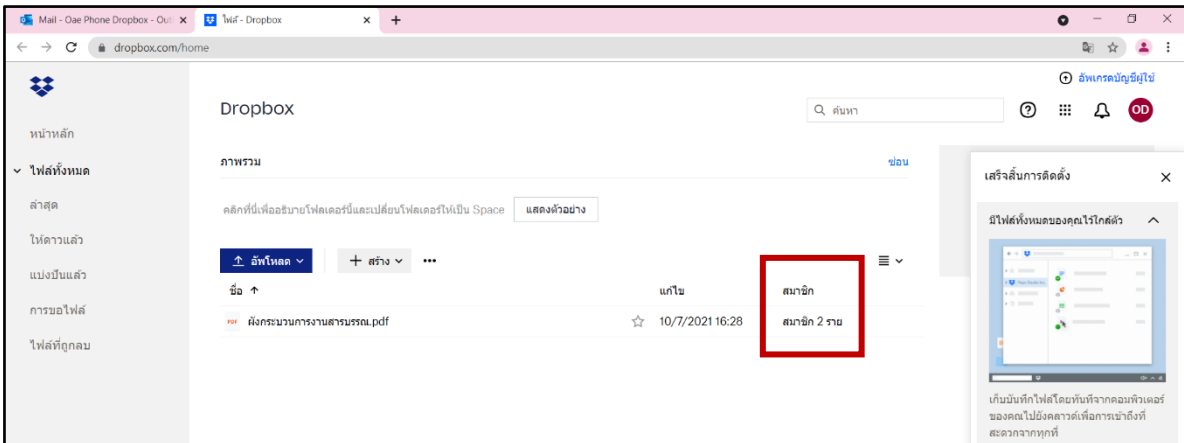 Mail - Oae Phone Dropbox - Out
ไฟล์ - Dropbox
dropbox.com/home
อัพเกรดบัญชีผู้ใช้
Dropbox
ค้นหา
OD
หน้าหลัก
ไฟล์ทั้งหมด
ล่าสุด
ให้ดาวแล้ว
แบ่งปันแล้ว
การขอไฟล์
ไฟล์ที่ถูกลบ
ภาพรวม
ซ่อน
คลิกที่นี่เพื่ออธิบายโฟลเดอร์นี้และเปลี่ยนโฟลเดอร์ให้เป็น Space
แสดงตัวอย่าง
อัพโหลด
สร้าง
ชื่อ
แก้ไข
สมาชิก
PDF ผังกระบวนการงานสารบรรณ.pdf
10/7/2021 16:28
สมาชิก 2 ราย
เสร็จสิ้นการติดตั้ง
มีไฟล์ทั้งหมดของคุณไว้ใกล้ตัว
เก็บบันทึกไฟล์โดยทันทีจากคอมพิวเตอร์
ของคุณไปยังคลาวด์เพื่อการเข้าถึงที่
สะดวกจากทุกที่